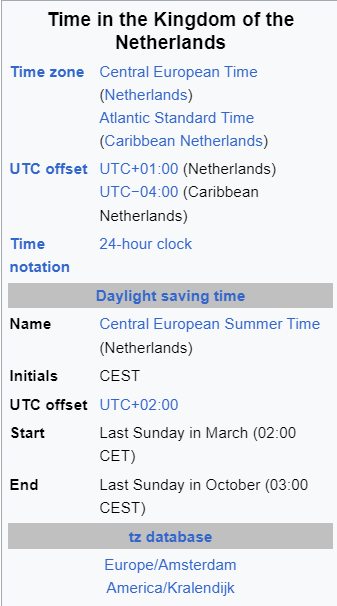 Time in the Kingdom of the
Netherlands
Time zone Central European Time
(Netherlands)
Atlantic Standard Time
(Caribbean Netherlands)
UTC offset UTC+01:00 (Netherlands)
UTC−04:00 (Caribbean
Netherlands)
Time 24-hour clock
notation
Daylight saving time
Name Central European Summer Time
(Netherlands)
Initials CEST
UTC offset UTC+02:00
Start Last Sunday in March (02:00
CET)
End Last Sunday in October (03:00
CEST)
tz database
Europe/Amsterdam
America/Kralendijk